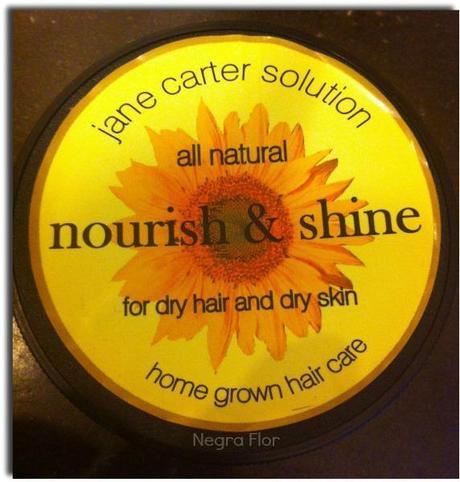 jane carter solution
all natural
nourish & shine
for dry hair and dry skin
home grown hair care
Negra Flor